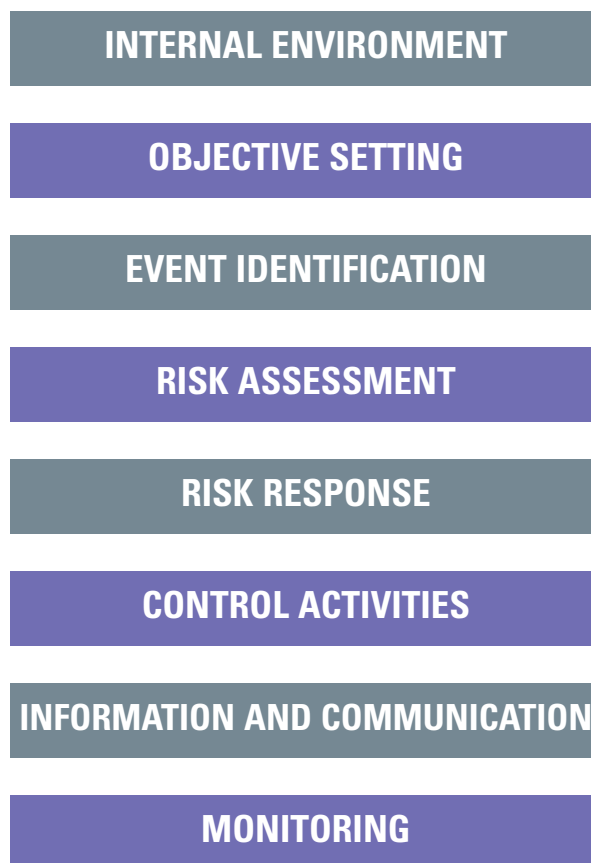 INTERNAL ENVIRONMENT
OBJECTIVE SETTING
EVENT IDENTIFICATION
RISK ASSESSMENT
RISK RESPONSE
CONTROL ACTIVITIES
INFORMATION AND COMMUNICATION
MONITORING